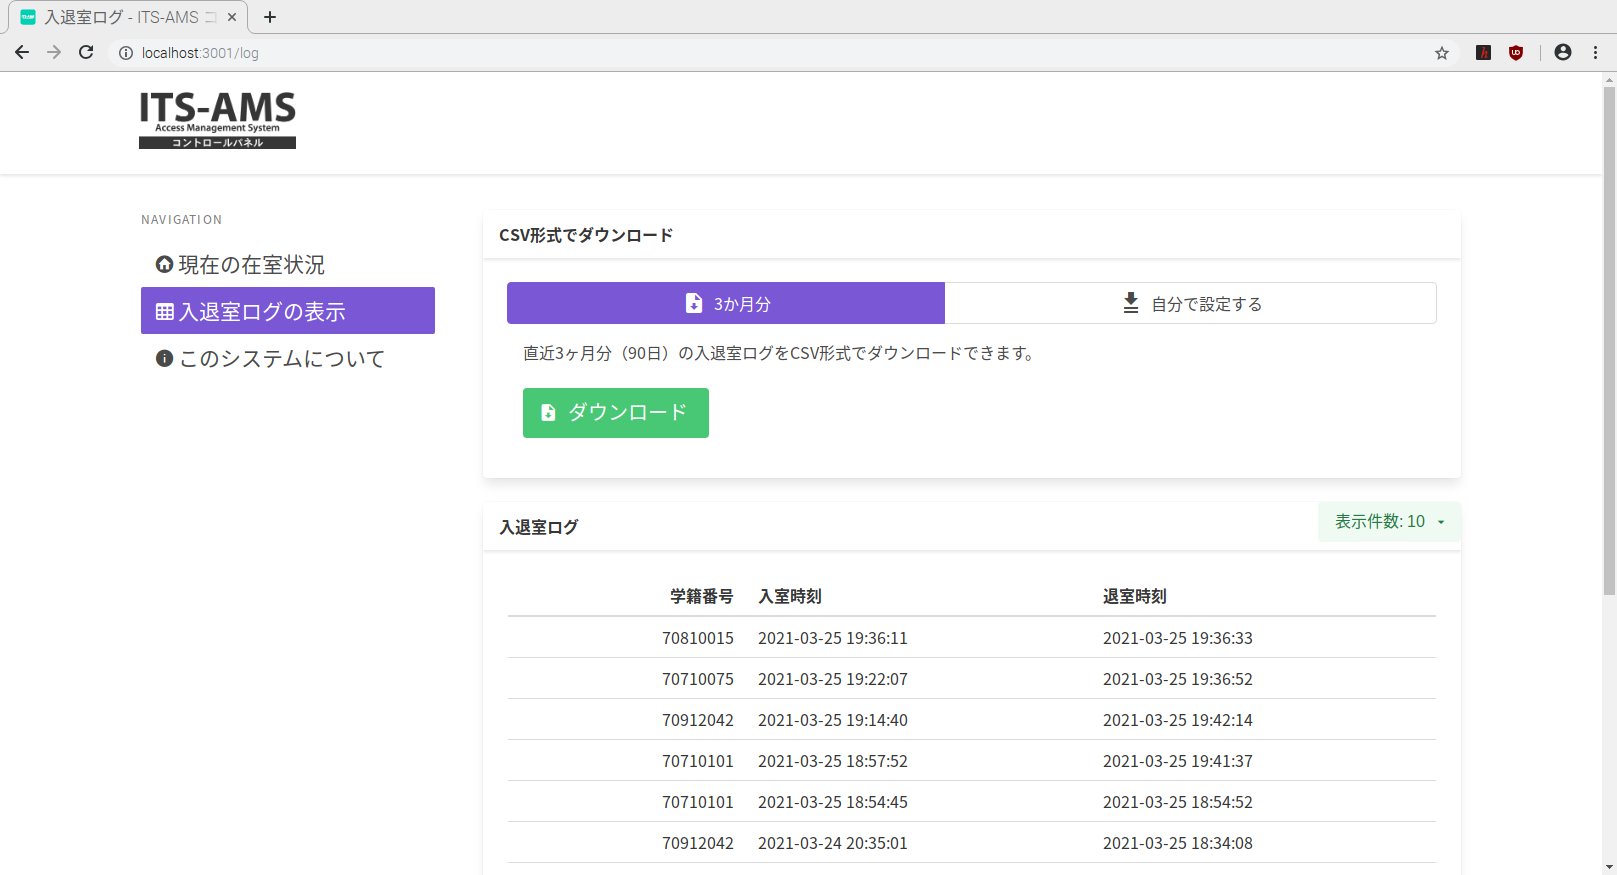 入退室ログ - ITS-AMS コ
localhost:3001/log
ITS-AMS
Access Management System
コントロールパネル
NAVIGATION
現在の在室状況
入退室ログの表示
このシステムについて
CSV形式でダウンロード
3か月分
自分で設定する
直近3ヶ月分（90日）の入退室ログをCSV形式でダウンロードできます。
ダウンロード
入退室ログ
表示件数: 10
学籍番号 入室時刻 退室時刻
70810015 2021-03-25 19:36:11 2021-03-25 19:36:33
70710075 2021-03-25 19:22:07 2021-03-25 19:36:52
70912042 2021-03-25 19:14:40 2021-03-25 19:42:14
70710101 2021-03-25 18:57:52 2021-03-25 19:41:37
70710101 2021-03-25 18:54:45 2021-03-25 18:54:52
70912042 2021-03-24 20:35:01 2021-03-25 18:34:08